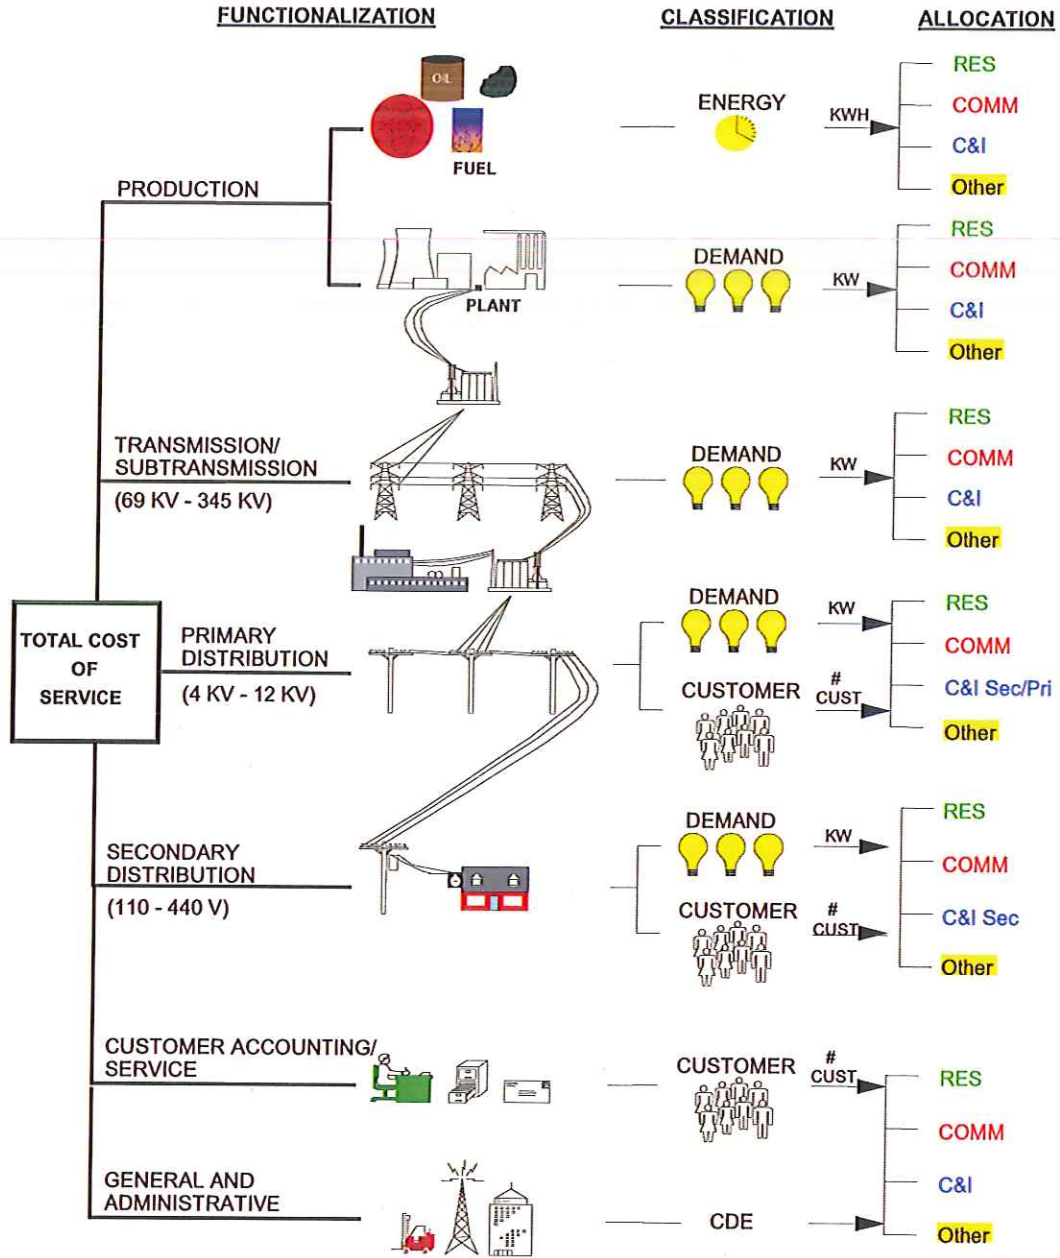 FUNCTIONALIZATION
CLASSIFICATION
ALLOCATION
OIL
FUEL
PRODUCTION
ENERGY
KWH
RES
COMM
C&I
Other
PLANT
DEMAND
KW
RES
COMM
C&I
Other
TRANSMISSION/
SUBTRANSMISSION
(69 KV - 345 KV)
DEMAND
KW
RES
COMM
C&I
Other
TOTAL COST
OF
SERVICE
PRIMARY
DISTRIBUTION
(4 KV - 12 KV)
DEMAND
KW
CUSTOMER
#
CUST
RES
COMM
C&I Sec/Pri
Other
SECONDARY
DISTRIBUTION
(110 - 440 V)
DEMAND
KW
CUSTOMER
#
CUST
RES
COMM
C&I Sec
Other
CUSTOMER ACCOUNTING/
SERVICE
CUSTOMER
#
CUST
GENERAL AND
ADMINISTRATIVE
CDE
RES
COMM
C&I
Other